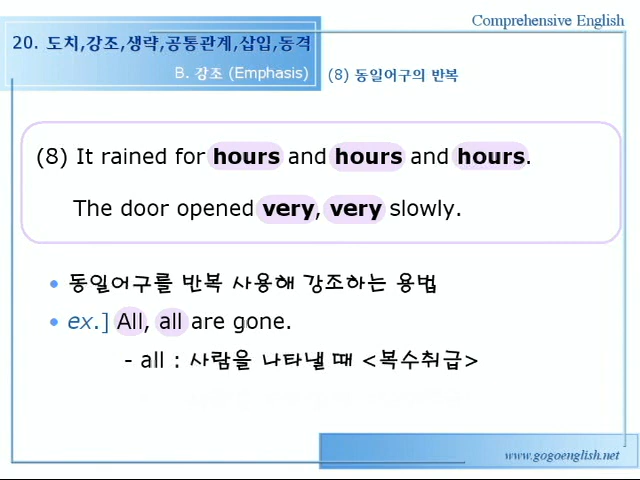 Comprehensive English
20. 도치,강조,생략,공통관계,삽입,동격
B. 강조 (Emphasis)
(8) 동일어구의 반복
(8) It rained for hours and hours and hours.
The door opened very, very slowly.
• 동일어구를 반복 사용해 강조하는 용법
• ex.] All, all are gone.
- all : 사람을 나타낼 때 <복수취급>
www.gogoenglish.net